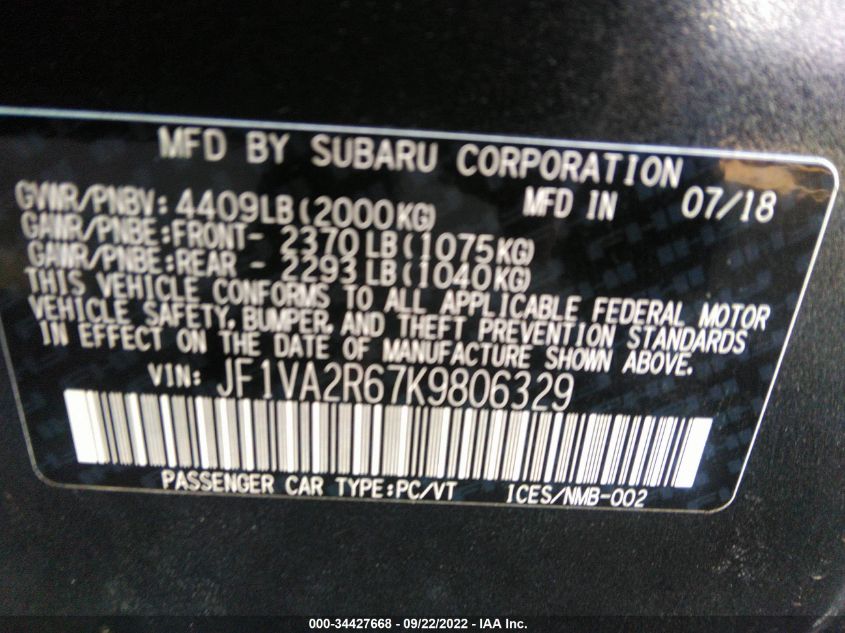 MFD BY SUBARU CORPORATION
GVWR/PNBV: 4409LB(2000KG) MFD IN 07/18
GAWR/PNBE:FRONT- 2370 LB(1075KG)
GAWR/PNBE:REAR - 2293 LB(1040KG)
THIS VEHICLE CONFORMS TO ALL APPLICABLE FEDERAL MOTOR
VEHICLE SAFETY, BUMPER, AND THEFT PREVENTION STANDARDS
IN EFFECT ON THE DATE OF MANUFACTURE SHOWN ABOVE.
VIN: JF1VA2R67K9806329
PASSENGER CAR TYPE:PC/VT ICES/NMB-002
000-34427668 - 09/22/2022 - IAA Inc.